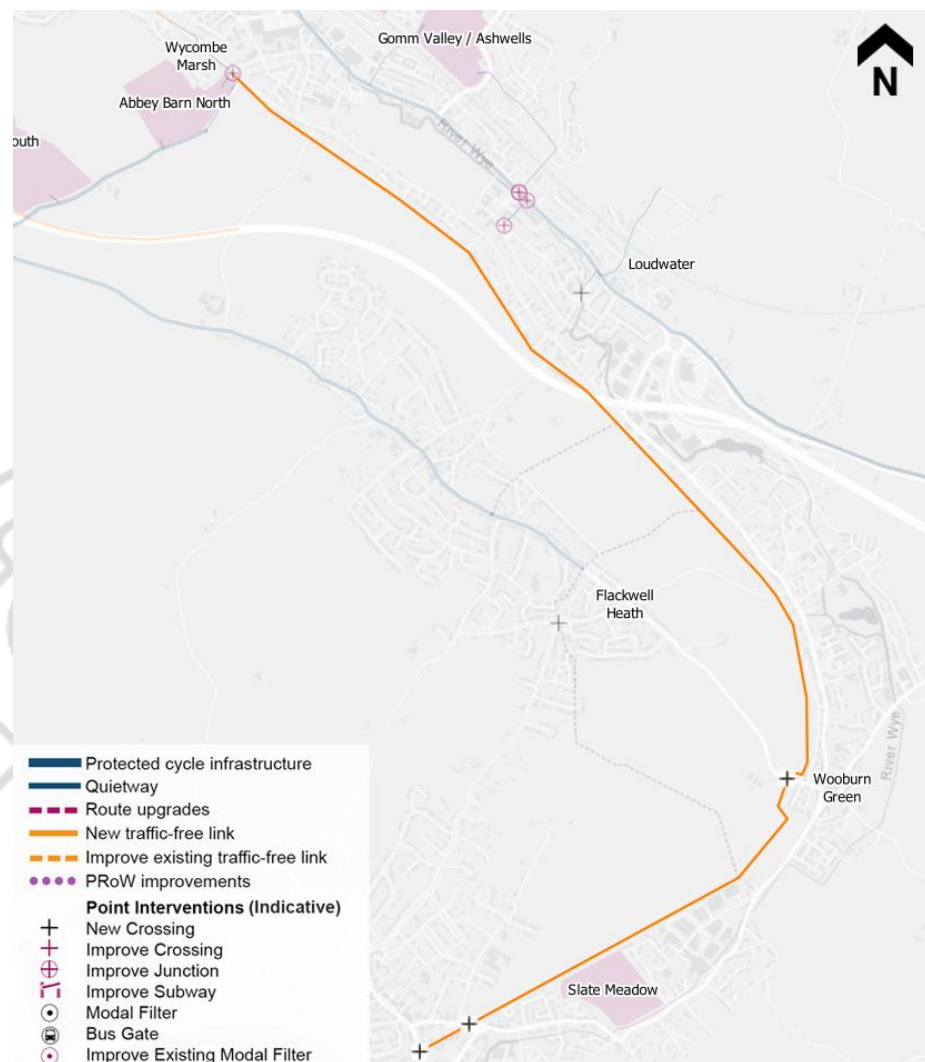 Wycombe
Marsh
Gomm Valley / Ashwells
Abbey Barn North
outh
River Wye
Loudwater
Flackwell
Heath
River Wye
Wooburn
Green
Slate Meadow
N
Protected cycle infrastructure
Quietway
Route upgrades
New traffic-free link
Improve existing traffic-free link
PRoW improvements
Point Interventions (Indicative)
New Crossing
Improve Crossing
Improve Junction
Improve Subway
Modal Filter
Bus Gate
Improve Existing Modal Filter